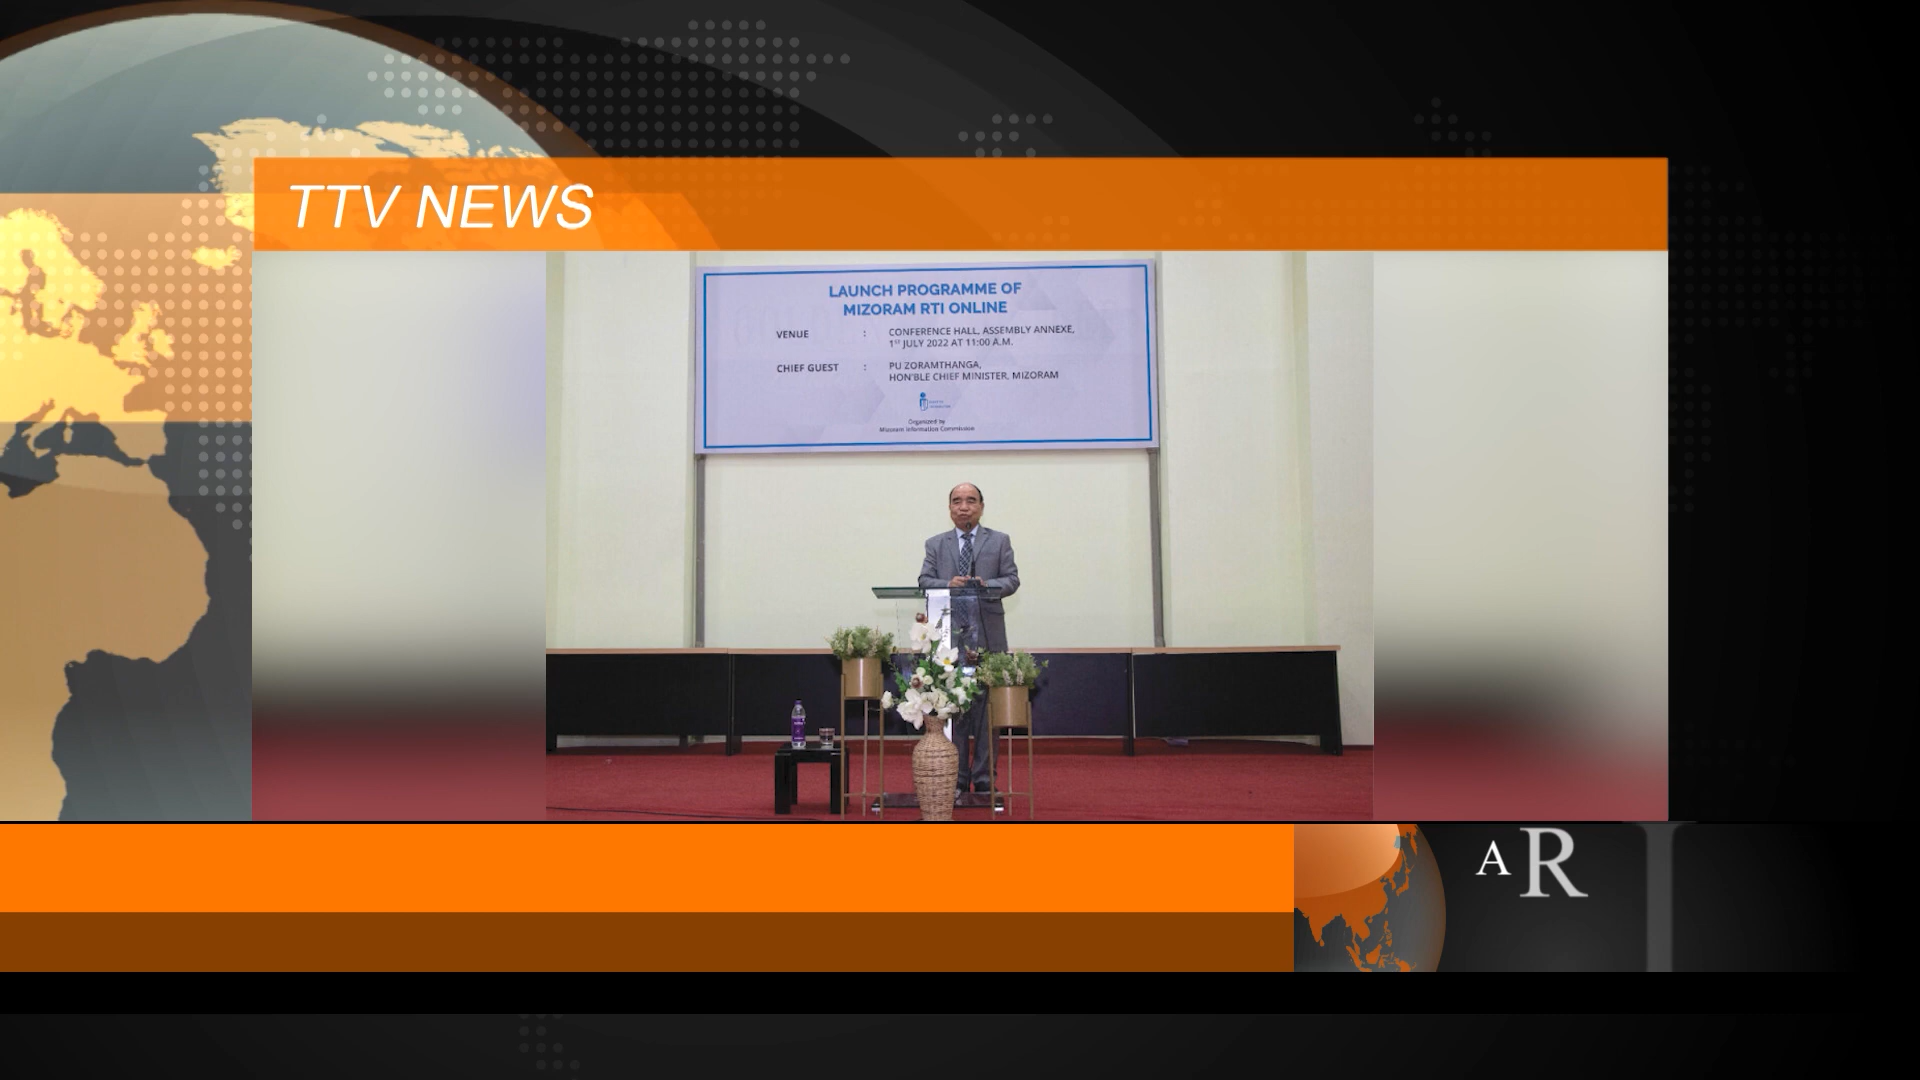 TTV NEWS
LAUNCH PROGRAMME OF
MIZORAM RTI ONLINE
VENUE : CONFERENCE HALL, ASSEMBLY ANNEXE,
1ST JULY 2022 AT 11:00 A.M.
CHIEF GUEST : PU ZORAMTHANGA,
HON'BLE CHIEF MINISTER, MIZORAM
Organized by
Mizoram Information Commission
A R